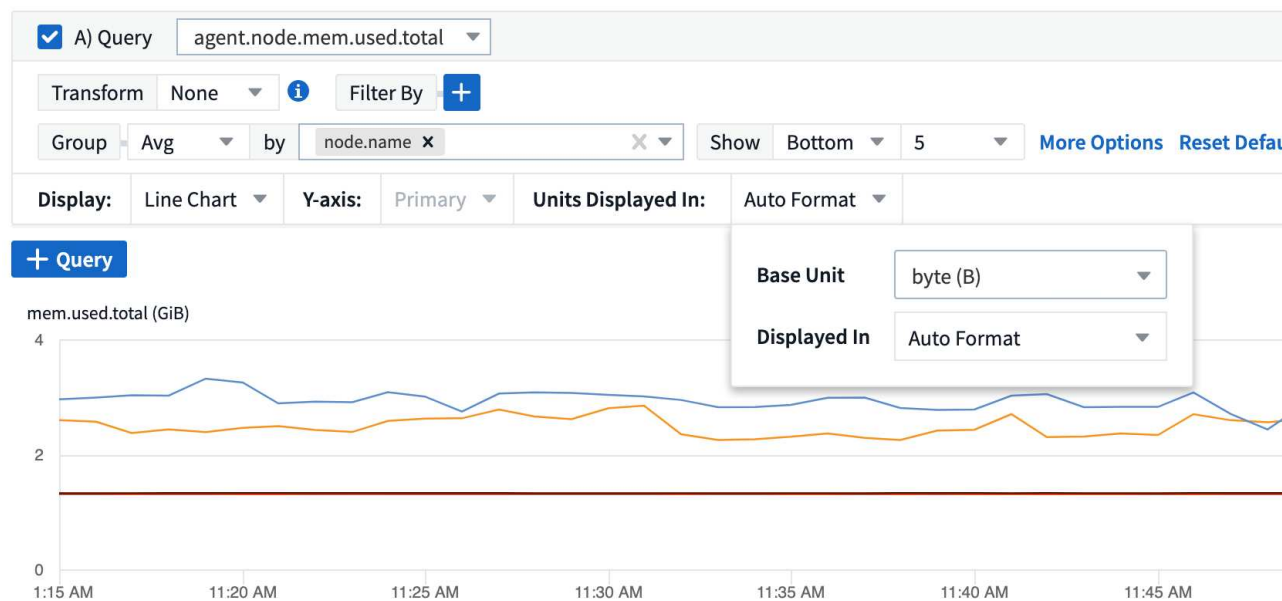 A) Query agent.node.mem.used.total
Transform None i Filter By +
Group Avg by node.name x Show Bottom 5 More Options Reset Defau
Display: Line Chart Y-axis: Primary Units Displayed In: Auto Format
+ Query
Base Unit byte (B)
Displayed In Auto Format
mem.used.total (GiB)
4
2
0
1:15 AM 11:20 AM 11:25 AM 11:30 AM 11:35 AM 11:40 AM 11:45 AM